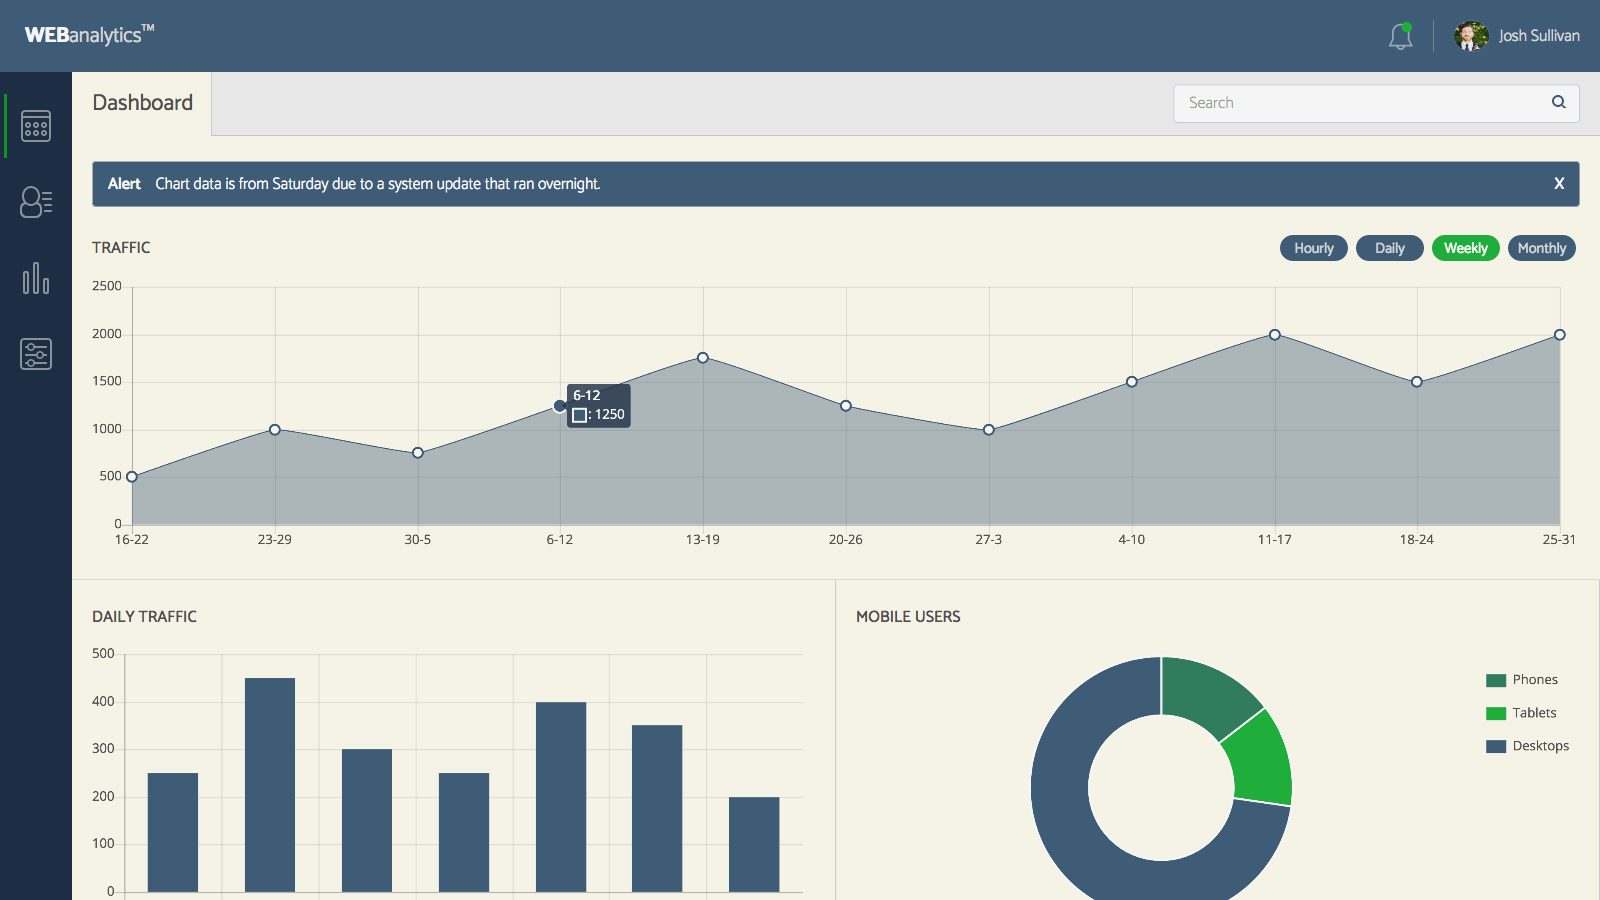 WEBanalytics™
Josh Sullivan
Dashboard
Search
Alert Chart data is from Saturday due to a system update that ran overnight. X
TRAFFIC
Hourly Daily Weekly Monthly
2500
2000
1500
1000
500
0
6-12
: 1250
16-22 23-29 30-5 6-12 13-19 20-26 27-3 4-10 11-17 18-24 25-31
DAILY TRAFFIC
500
400
300
200
100
0
MOBILE USERS
Phones
Tablets
Desktops